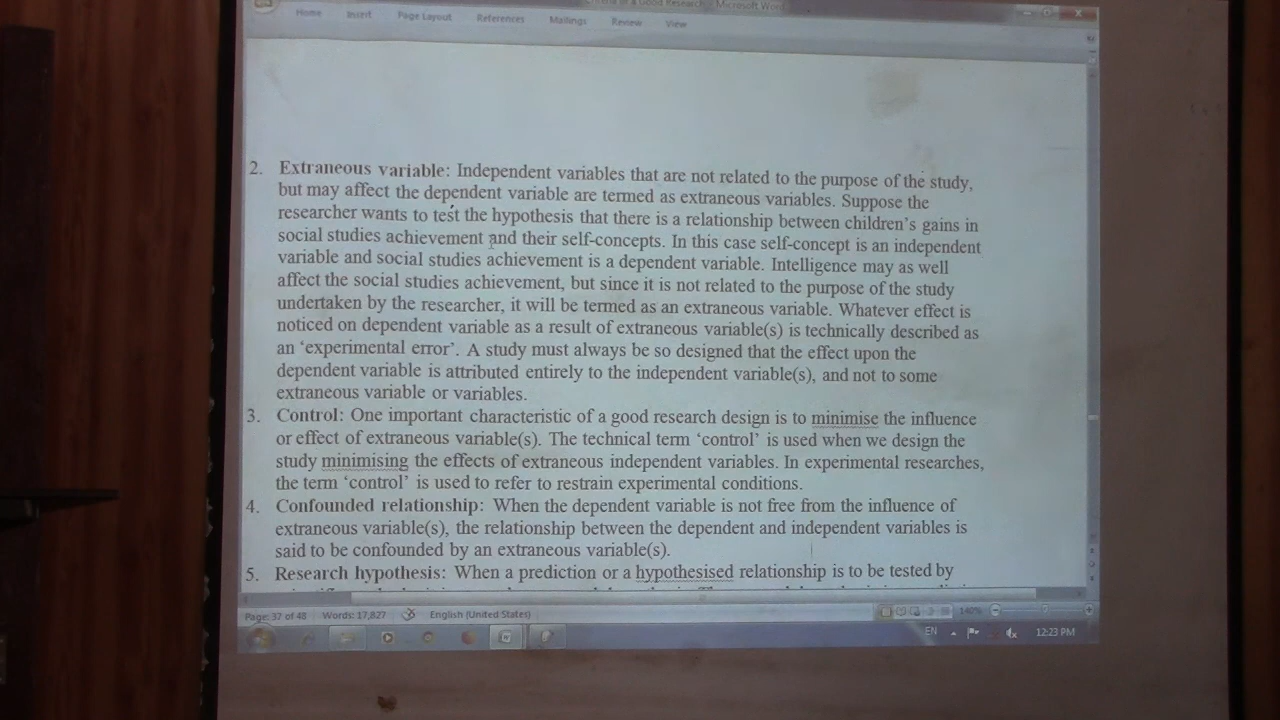 Microsoft Word
Home Insert Page Layout References Mailings Review View
2. Extraneous variable: Independent variables that are not related to the purpose of the study,
but may affect the dependent variable are termed as extraneous variables. Suppose the
researcher wants to test the hypothesis that there is a relationship between children's gains in
social studies achievement and their self-concepts. In this case self-concept is an independent
variable and social studies achievement is a dependent variable. Intelligence may as well
affect the social studies achievement, but since it is not related to the purpose of the study
undertaken by the researcher, it will be termed as an extraneous variable. Whatever effect is
noticed on dependent variable as a result of extraneous variable(s) is technically described as
an ‘experimental error’. A study must always be so designed that the effect upon the
dependent variable is attributed entirely to the independent variable(s), and not to some
extraneous variable or variables.
3. Control: One important characteristic of a good research design is to minimise the influence
or effect of extraneous variable(s). The technical term ‘control’ is used when we design the
study minimising the effects of extraneous independent variables. In experimental researches,
the term ‘control’ is used to refer to restrain experimental conditions.
4. Confounded relationship: When the dependent variable is not free from the influence of
extraneous variable(s), the relationship between the dependent and independent variables is
said to be confounded by an extraneous variable(s).
5. Research hypothesis: When a prediction or a hypothesised relationship is to be tested by
Page: 37 of 48 Words: 17,827 English (United States) 140%
EN 12:23 PM